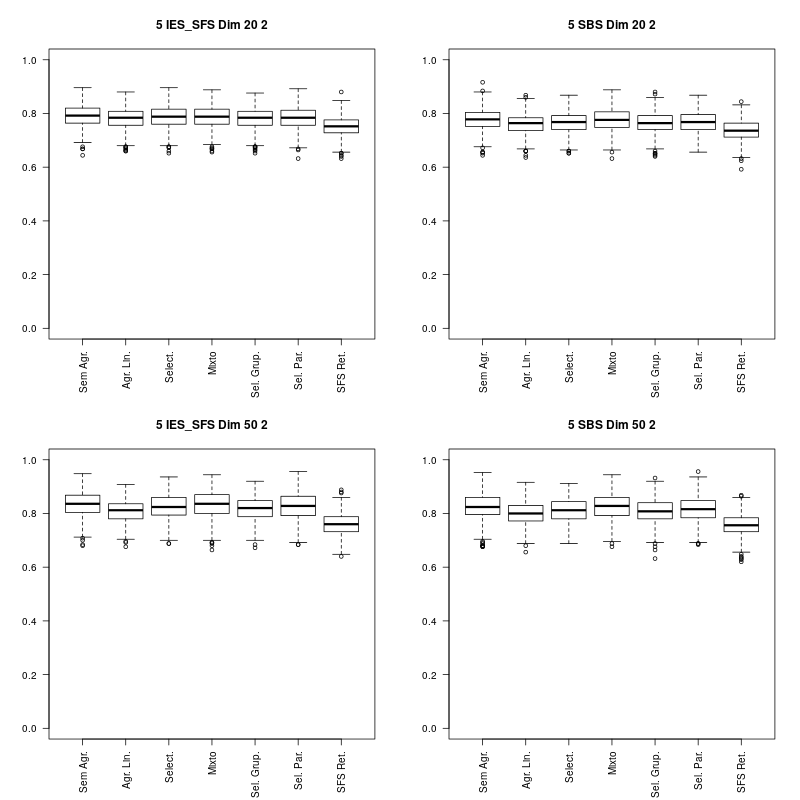 5 IES_SFS Dim 20 2
1.0
0.8
0.6
0.4
0.2
0.0
Sem Agr.
Agr. Lin.
Select.
Mixto
Sel. Grup.
Sel. Par.
SFS Ret.
5 SBS Dim 20 2
1.0
0.8
0.6
0.4
0.2
0.0
Sem Agr.
Agr. Lin.
Select.
Mixto
Sel. Grup.
Sel. Par.
SFS Ret.
5 IES_SFS Dim 50 2
1.0
0.8
0.6
0.4
0.2
0.0
Sem Agr.
Agr. Lin.
Select.
Mixto
Sel. Grup.
Sel. Par.
SFS Ret.
5 SBS Dim 50 2
1.0
0.8
0.6
0.4
0.2
0.0
Sem Agr.
Agr. Lin.
Select.
Mixto
Sel. Grup.
Sel. Par.
SFS Ret.